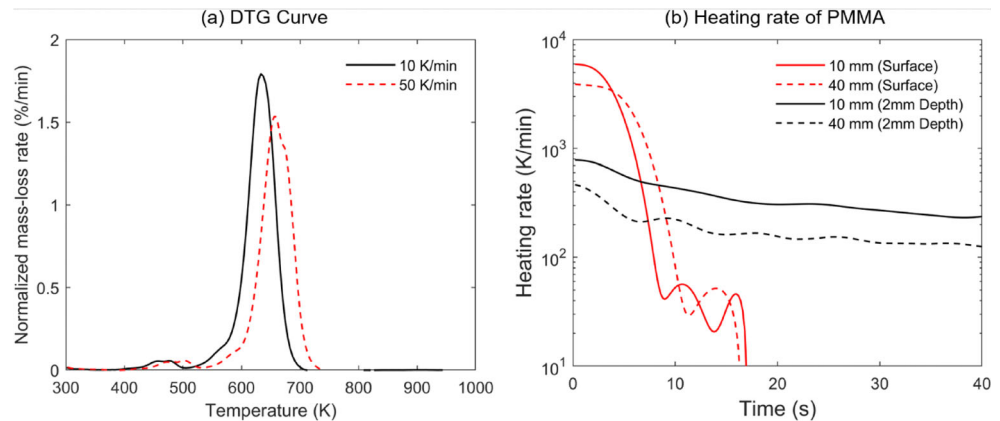 (a) DTG Curve
Normalized mass-loss rate (%/min)
2
1.5
1
0.5
0
10 K/min
50 K/min
300 400 500 600 700 800 900 1000
Temperature (K)
(b) Heating rate of PMMA
Heating rate (K/min)
10⁴
10³
10²
10¹
10 mm (Surface)
40 mm (Surface)
10 mm (2mm Depth)
40 mm (2mm Depth)
0 10 20 30 40
Time (s)